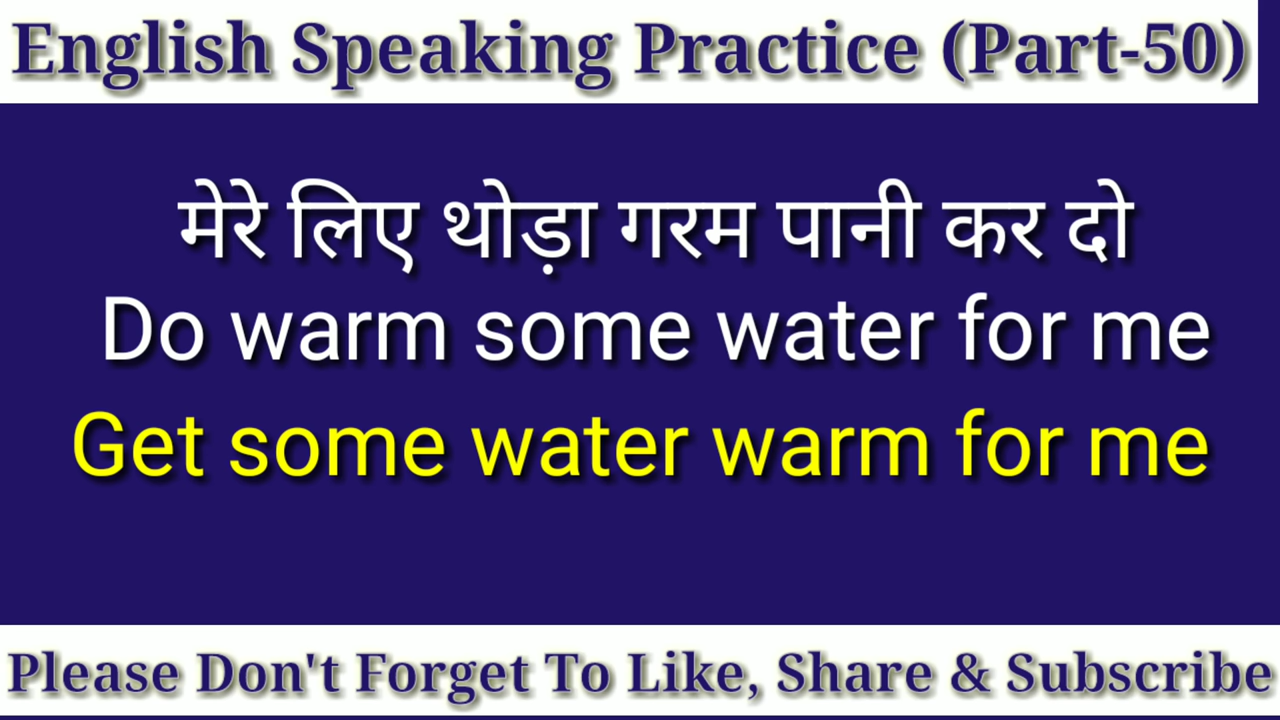 English Speaking Practice (Part-50)
मेरे लिए थोड़ा गरम पानी कर दो
Do warm some water for me
Get some water warm for me
Please Don't Forget To Like, Share & Subscribe